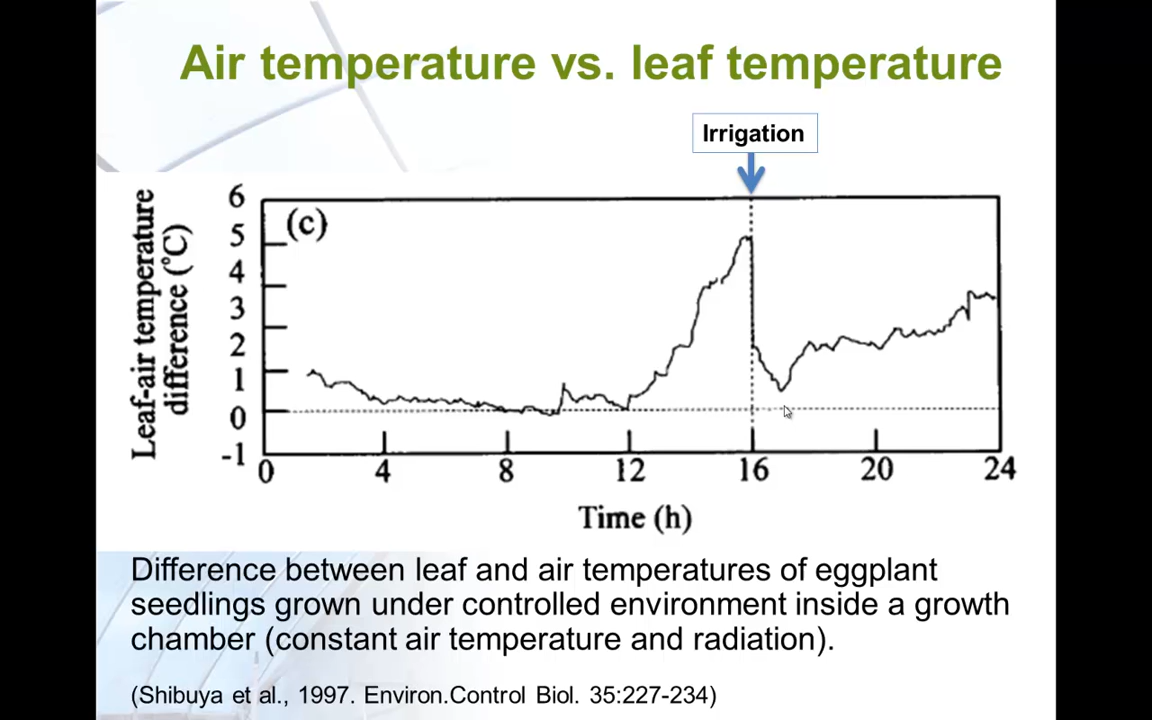 Air temperature vs. leaf temperature
Irrigation
Leaf-air temperature
difference (°C)
(c)
6
5
4
3
2
1
0
-1
0 4 8 12 16 20 24
Time (h)
Difference between leaf and air temperatures of eggplant
seedlings grown under controlled environment inside a growth
chamber (constant air temperature and radiation).
(Shibuya et al., 1997. Environ.Control Biol. 35:227-234)